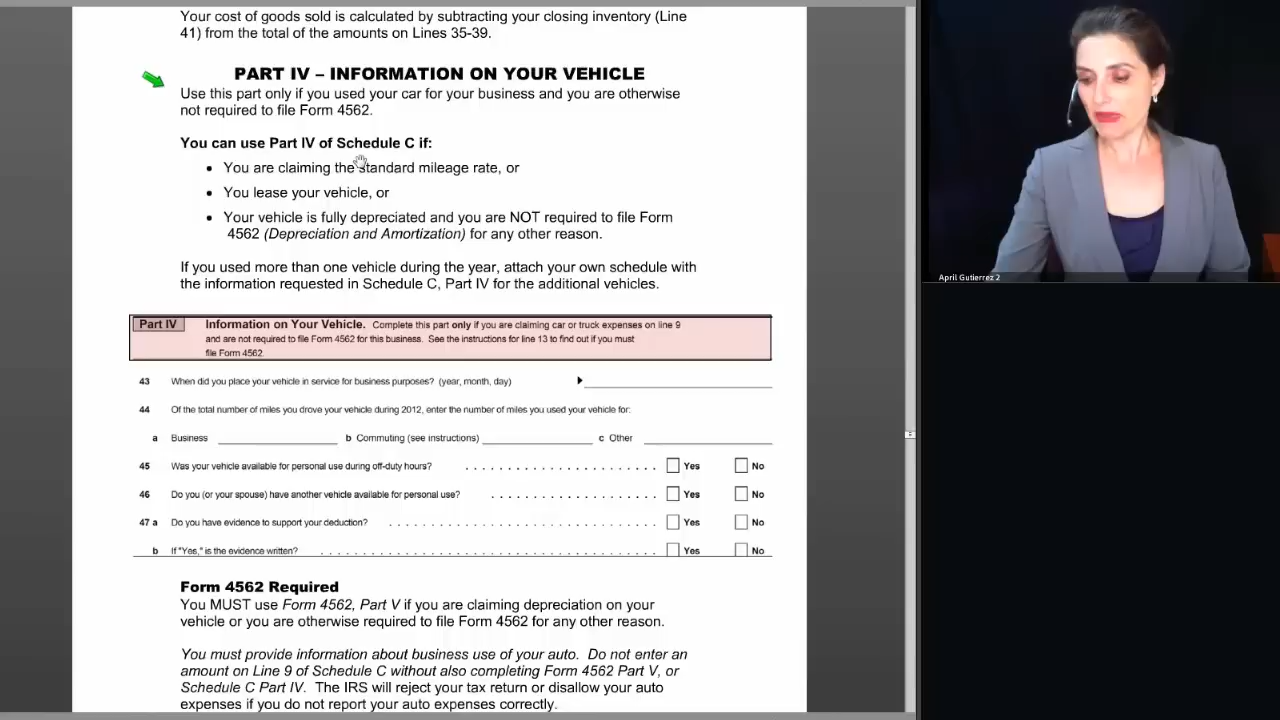 Your cost of goods sold is calculated by subtracting your closing inventory (Line
41) from the total of the amounts on Lines 35-39.
PART IV – INFORMATION ON YOUR VEHICLE
Use this part only if you used your car for your business and you are otherwise
not required to file Form 4562.
You can use Part IV of Schedule C if:
• You are claiming the standard mileage rate, or
• You lease your vehicle, or
• Your vehicle is fully depreciated and you are NOT required to file Form
4562 (Depreciation and Amortization) for any other reason.
If you used more than one vehicle during the year, attach your own schedule with
the information requested in Schedule C, Part IV for the additional vehicles.
Part IV Information on Your Vehicle. Complete this part only if you are claiming car or truck expenses on line 9
and are not required to file Form 4562 for this business. See the instructions for line 13 to find out if you must
file Form 4562.
43 When did you place your vehicle in service for business purposes? (year, month, day)
44 Of the total number of miles you drove your vehicle during 2012, enter the number of miles you used your vehicle for:
a Business b Commuting (see instructions) c Other
45 Was your vehicle available for personal use during off-duty hours? Yes No
46 Do you (or your spouse) have another vehicle available for personal use? Yes No
47 a Do you have evidence to support your deduction? Yes No
b If "Yes," is the evidence written? Yes No
Form 4562 Required
You MUST use Form 4562, Part V if you are claiming depreciation on your
vehicle or you are otherwise required to file Form 4562 for any other reason.
You must provide information about business use of your auto. Do not enter an
amount on Line 9 of Schedule C without also completing Form 4562 Part V, or
Schedule C Part IV. The IRS will reject your tax return or disallow your auto
expenses if you do not report your auto expenses correctly.
April Gutierrez 2